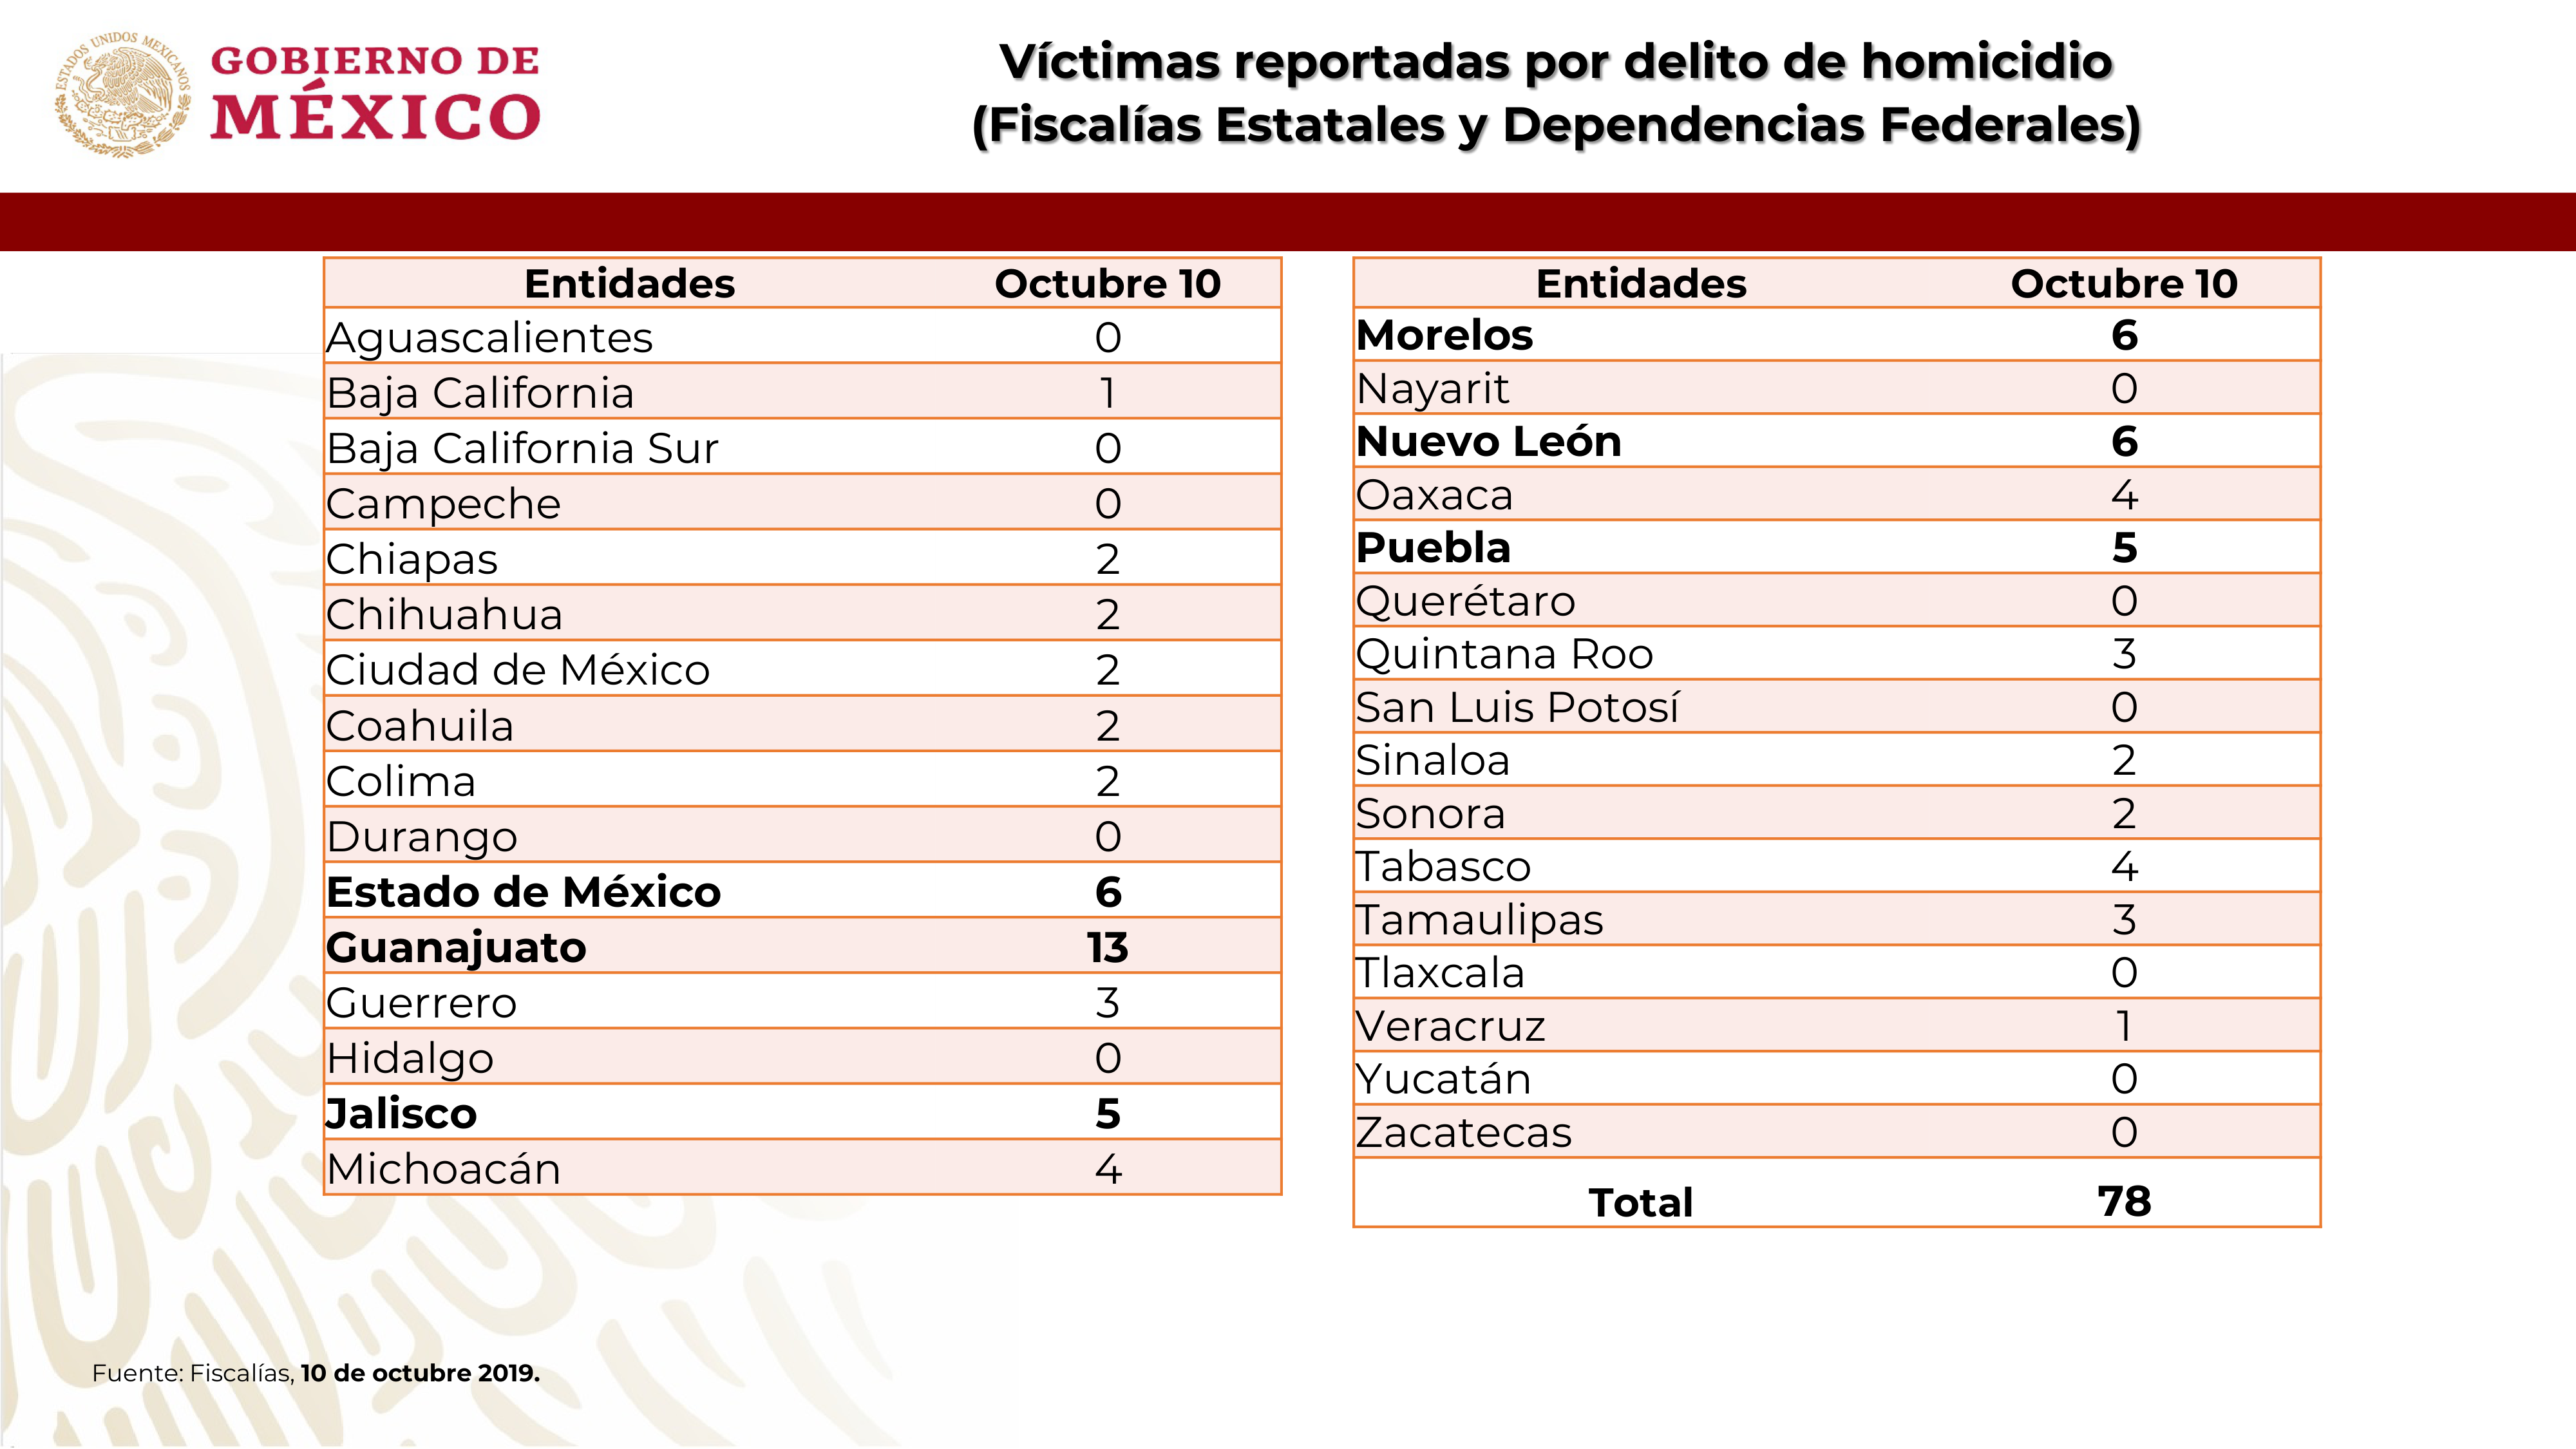 ESTADOS UNIDOS MEXICANOS
GOBIERNO DE
MÉXICO
Víctimas reportadas por delito de homicidio
(Fiscalías Estatales y Dependencias Federales)
Entidades Octubre 10
Aguascalientes 0
Baja California 1
Baja California Sur 0
Campeche 0
Chiapas 2
Chihuahua 2
Ciudad de México 2
Coahuila 2
Colima 2
Durango 0
Estado de México 6
Guanajuato 13
Guerrero 3
Hidalgo 0
Jalisco 5
Michoacán 4
Entidades Octubre 10
Morelos 6
Nayarit 0
Nuevo León 6
Oaxaca 4
Puebla 5
Querétaro 0
Quintana Roo 3
San Luis Potosí 0
Sinaloa 2
Sonora 2
Tabasco 4
Tamaulipas 3
Tlaxcala 0
Veracruz 1
Yucatán 0
Zacatecas 0
Total 78
Fuente: Fiscalías, 10 de octubre 2019.